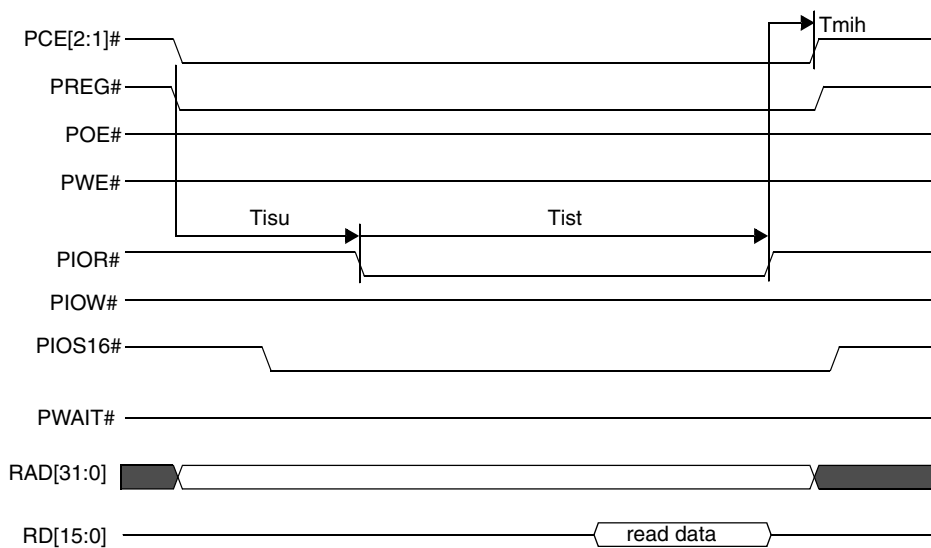 PCE[2:1]#
Tmih
PREG#
POE#
PWE#
Tisu
Tist
PIOR#
PIOW#
PIOS16#
PWAIT#
RAD[31:0]
RD[15:0]
read data